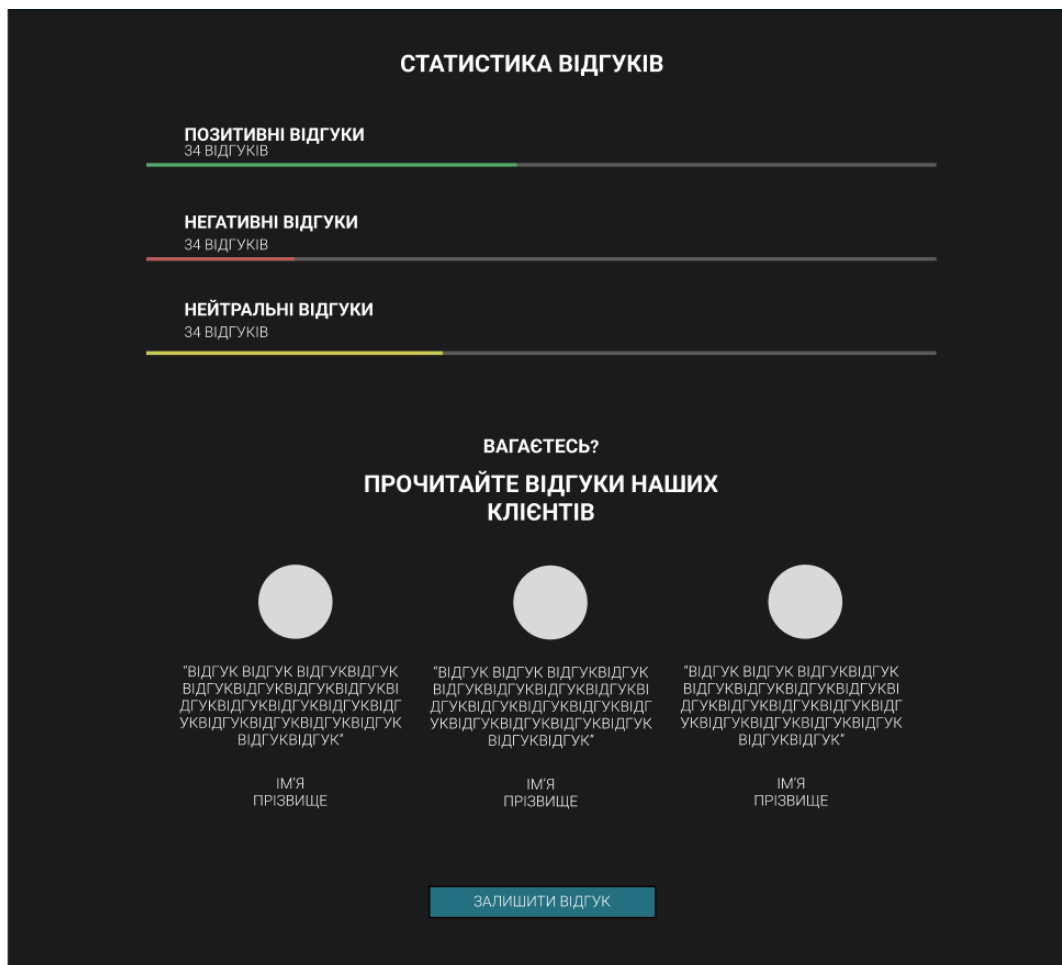 СТАТИСТИКА ВІДГУКІВ
ПОЗИТИВНІ ВІДГУКИ
34 ВІДГУКІВ
НЕГАТИВНІ ВІДГУКИ
34 ВІДГУКІВ
НЕЙТРАЛЬНІ ВІДГУКИ
34 ВІДГУКІВ
ВАГАЄТЕСЬ?
ПРОЧИТАЙТЕ ВІДГУКИ НАШИХ
КЛІЄНТІВ
"ВІДГУК ВІДГУК ВІДГУКВІДГУК
ВІДГУКВІДГУКВІДГУКВІДГУКВІ
ДГУКВІДГУКВІДГУКВІДГУКВІДГ
УКВІДГУКВІДГУКВІДГУКВІДГУК
ВІДГУКВІДГУК"
ІМ'Я
ПРІЗВИЩЕ
"ВІДГУК ВІДГУК ВІДГУКВІДГУК
ВІДГУКВІДГУКВІДГУКВІДГУКВІ
ДГУКВІДГУКВІДГУКВІДГУКВІДГ
УКВІДГУКВІДГУКВІДГУКВІДГУК
ВІДГУКВІДГУК"
ІМ'Я
ПРІЗВИЩЕ
"ВІДГУК ВІДГУК ВІДГУКВІДГУК
ВІДГУКВІДГУКВІДГУКВІДГУКВІ
ДГУКВІДГУКВІДГУКВІДГУКВІДГ
УКВІДГУКВІДГУКВІДГУКВІДГУК
ВІДГУКВІДГУК"
ІМ'Я
ПРІЗВИЩЕ
ЗАЛИШИТИ ВІДГУК